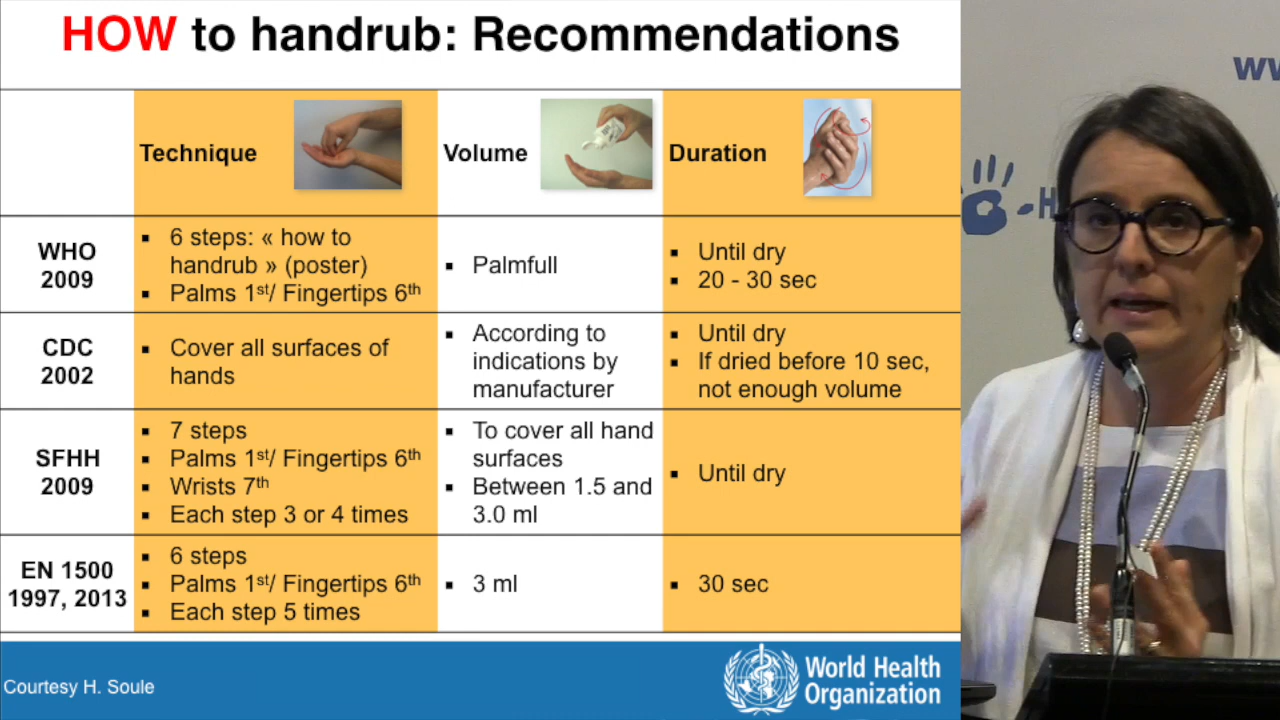 HOW to handrub: Recommendations
Technique
Volume
Duration
WHO
2009
▪ 6 steps: « how to
handrub » (poster)
▪ Palms 1st/ Fingertips 6th
▪ Palmfull
▪ Until dry
▪ 20 - 30 sec
CDC
2002
▪ Cover all surfaces of
hands
▪ According to
indications by
manufacturer
▪ Until dry
▪ If dried before 10 sec,
not enough volume
SFHH
2009
▪ 7 steps
▪ Palms 1st/ Fingertips 6th
▪ Wrists 7th
▪ Each step 3 or 4 times
▪ To cover all hand
surfaces
▪ Between 1.5 and
3.0 ml
▪ Until dry
EN 1500
1997, 2013
▪ 6 steps
▪ Palms 1st/ Fingertips 6th
▪ Each step 5 times
▪ 3 ml
▪ 30 sec
Courtesy H. Soule
World Health
Organization
ww
-H